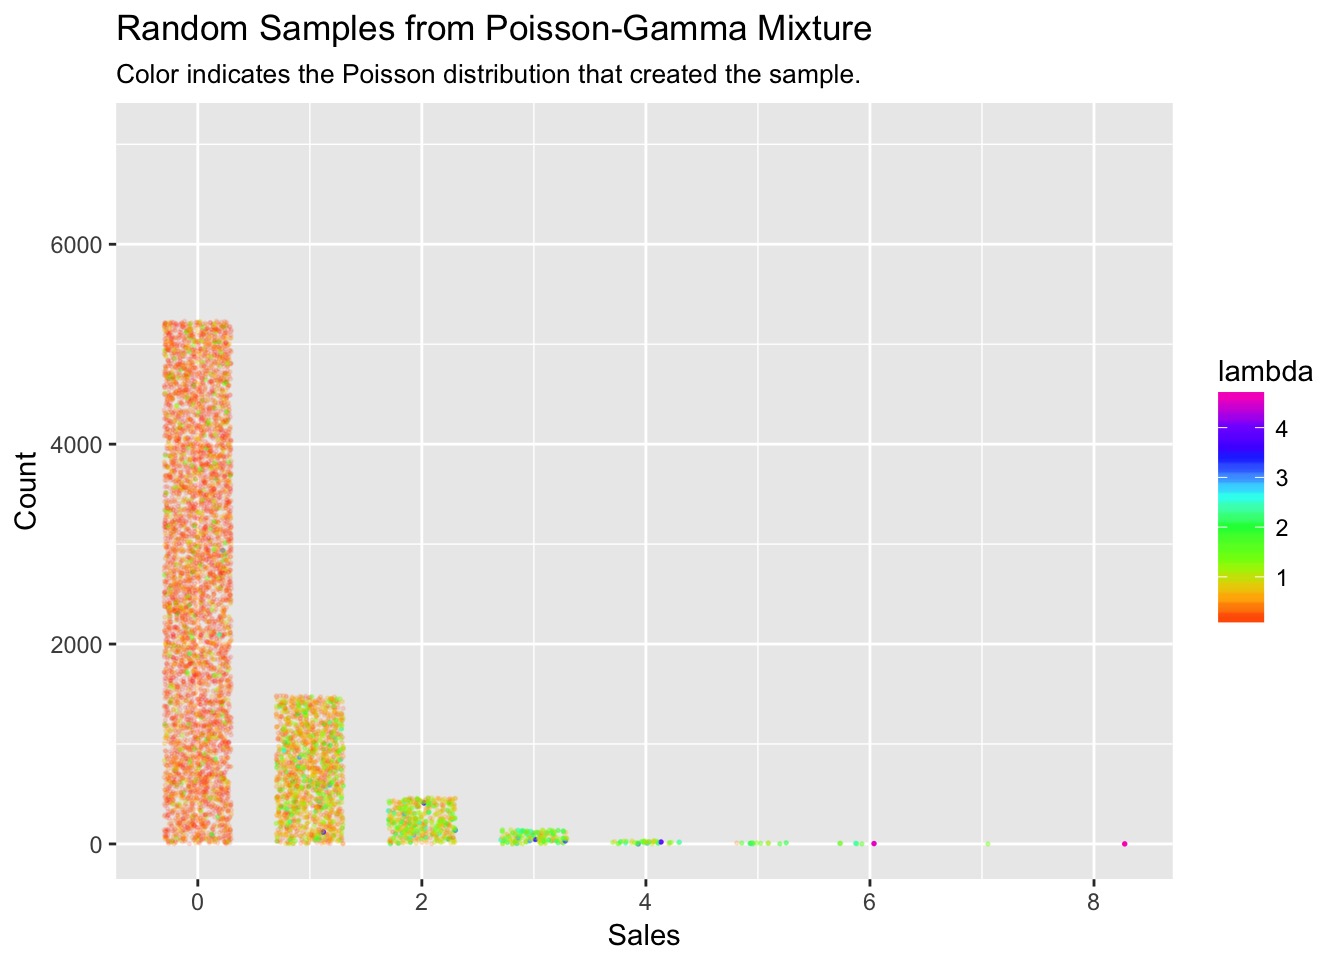 Random Samples from Poisson-Gamma Mixture
Color indicates the Poisson distribution that created the sample.
Count
6000
4000
2000
0
0 2 4 6 8
Sales
lambda
4
3
2
1